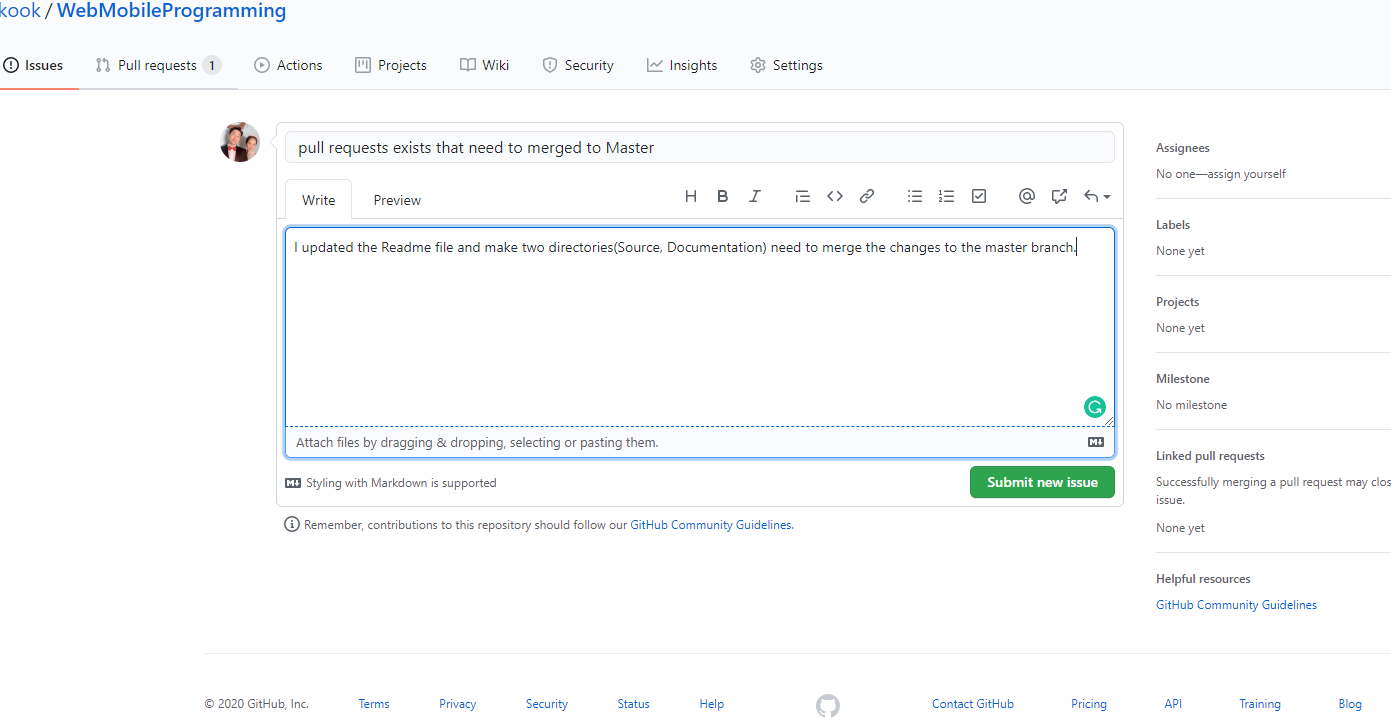 kook / WebMobileProgramming
Issues Pull requests 1 Actions Projects Wiki Security Insights Settings
pull requests exists that need to merged to Master
Write Preview H B I
I updated the Readme file and make two directories(Source, Documentation) need to merge the changes to the master branch.
Attach files by dragging & dropping, selecting or pasting them.
Styling with Markdown is supported
Submit new issue
Remember, contributions to this repository should follow our GitHub Community Guidelines.
Assignees
No one—assign yourself
Labels
None yet
Projects
None yet
Milestone
No milestone
Linked pull requests
Successfully merging a pull request may clos
issue.
None yet
Helpful resources
GitHub Community Guidelines
© 2020 GitHub, Inc. Terms Privacy Security Status Help Contact GitHub Pricing API Training Blog